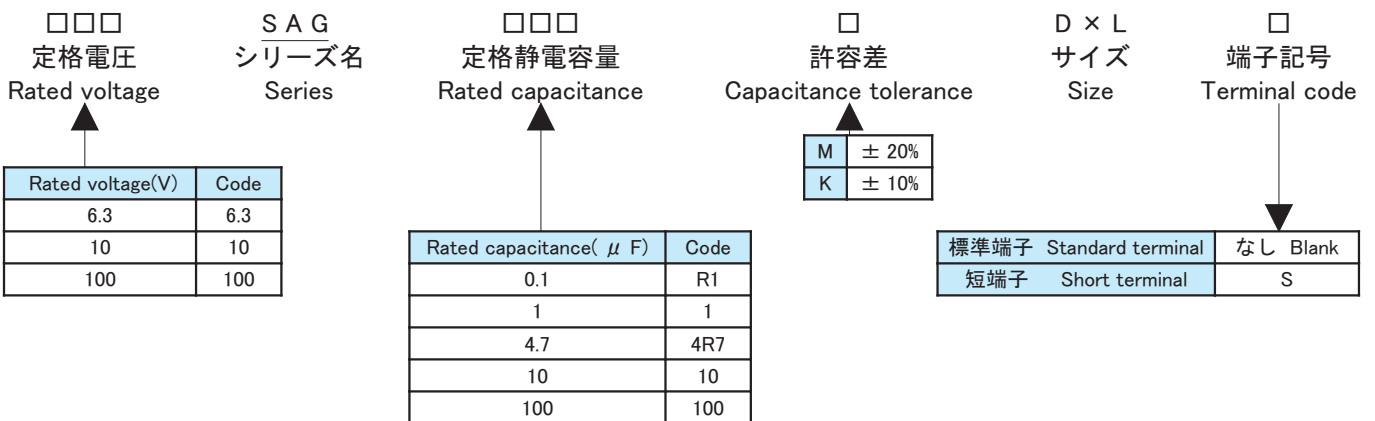 □□□ S A G □□□ □ D × L □
定格電圧 シリーズ名 定格静電容量 許容差 サイズ 端子記号
Rated voltage Series Rated capacitance Capacitance tolerance Size Terminal code
M ± 20%
K ± 10%
Rated voltage(V) Code
6.3 6.3
10 10
100 100
Rated capacitance( μ F) Code
0.1 R1
1 1
4.7 4R7
10 10
100 100
標準端子 Standard terminal なし Blank
短端子 Short terminal S